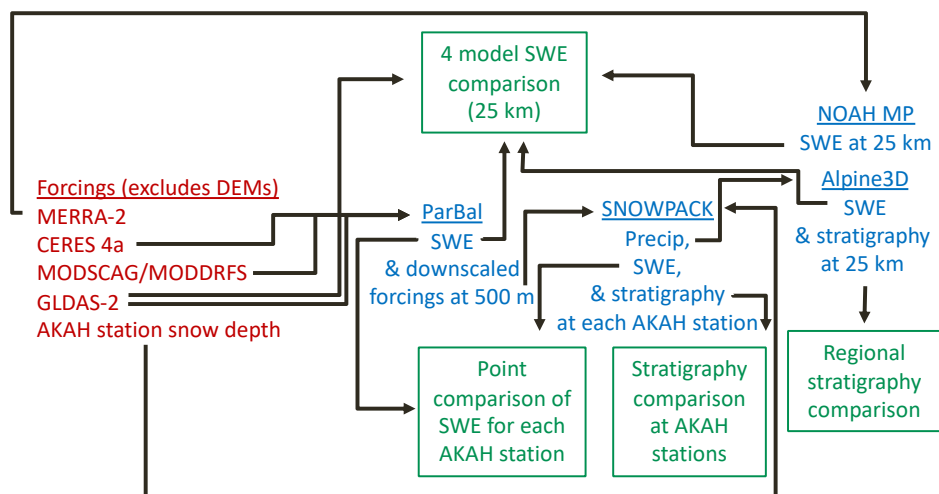 4 model SWE
comparison
(25 km)
NOAH MP
SWE at 25 km
Forcings (excludes DEMs)
MERRA-2
CERES 4a
MODSCAG/MODDRFS
GLDAS-2
AKAH station snow depth
ParBal
SWE
& downscaled
forcings at 500 m
SNOWPACK
Precip,
SWE,
& stratigraphy
at each AKAH station
Alpine3D
SWE
& stratigraphy
at 25 km
Point
comparison of
SWE for each
AKAH station
Stratigraphy
comparison
at AKAH
stations
Regional
stratigraphy
comparison